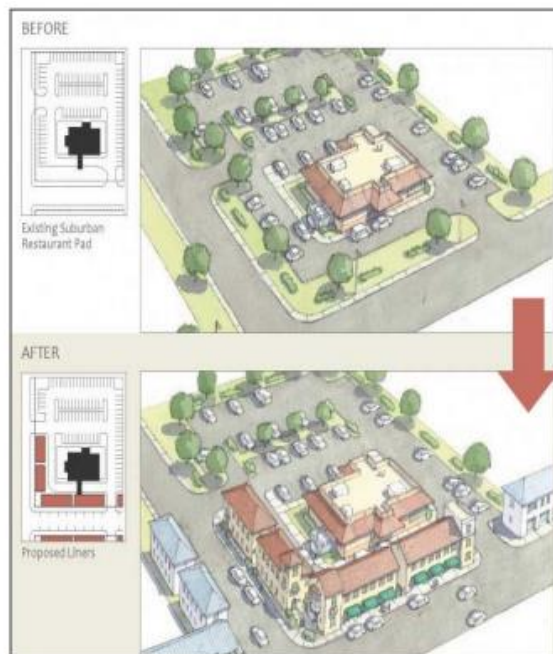 BEFORE
Existing Suburban
Restaurant Pad
AFTER
Proposed Liners